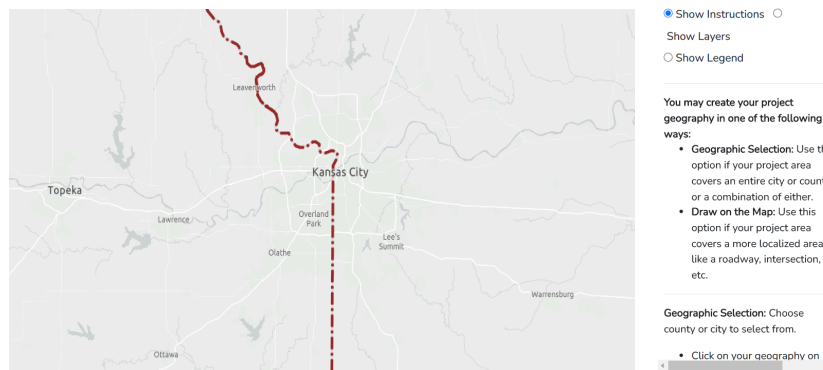 Leavenworth
Kansas City
Topeka
Lawrence
Overland
Park
Olathe
Lee's
Summit
Warrensburg
Ottawa
Show Instructions
Show Layers
Show Legend
You may create your project
geography in one of the following
ways:
Geographic Selection: Use
option if your project area
covers an entire city or
or a combination of either.
Draw on the Map: Use this
option if your project area
covers a more localized area
like a roadway, intersection,
etc.
Geographic Selection: Choose
county or city to select from.
Click on your geography on